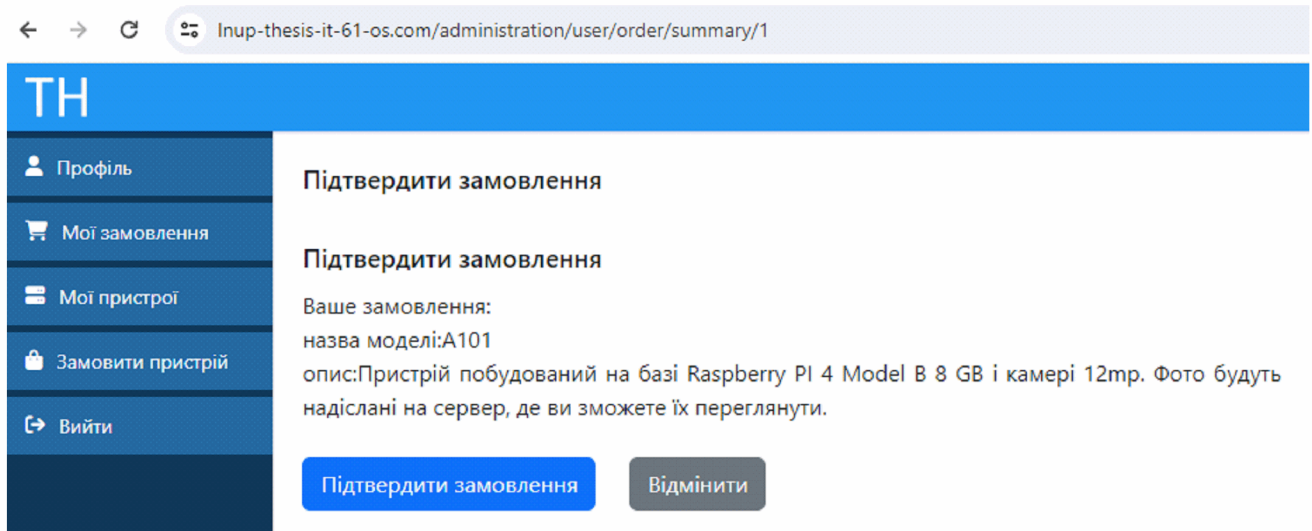 lnup-thesis-it-61-os.com/administration/user/order/summary/1
TH
Профіль
Мої замовлення
Мої пристрої
Замовити пристрій
Вийти
Підтвердити замовлення
Підтвердити замовлення
Ваше замовлення:
назва моделі:A101
опис:Пристрій побудований на базі Raspberry PI 4 Model B 8 GB і камері 12mp. Фото будуть
надіслані на сервер, де ви зможете їх переглянути.
Підтвердити замовлення
Відмінити